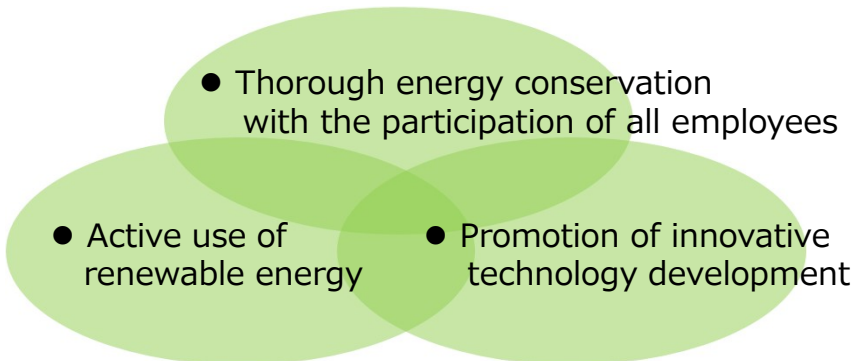 ● Thorough energy conservation
with the participation of all employees
● Active use of
renewable energy
● Promotion of innovative
technology development